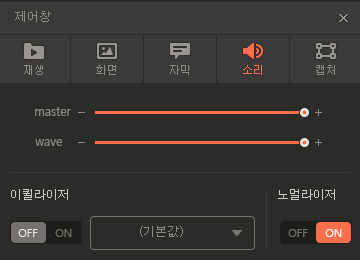 제어창
재생 화면 자막 소리 캡처
master − +
wave − +
이퀄라이저 노멀라이저
OFF ON (기본값) OFF ON